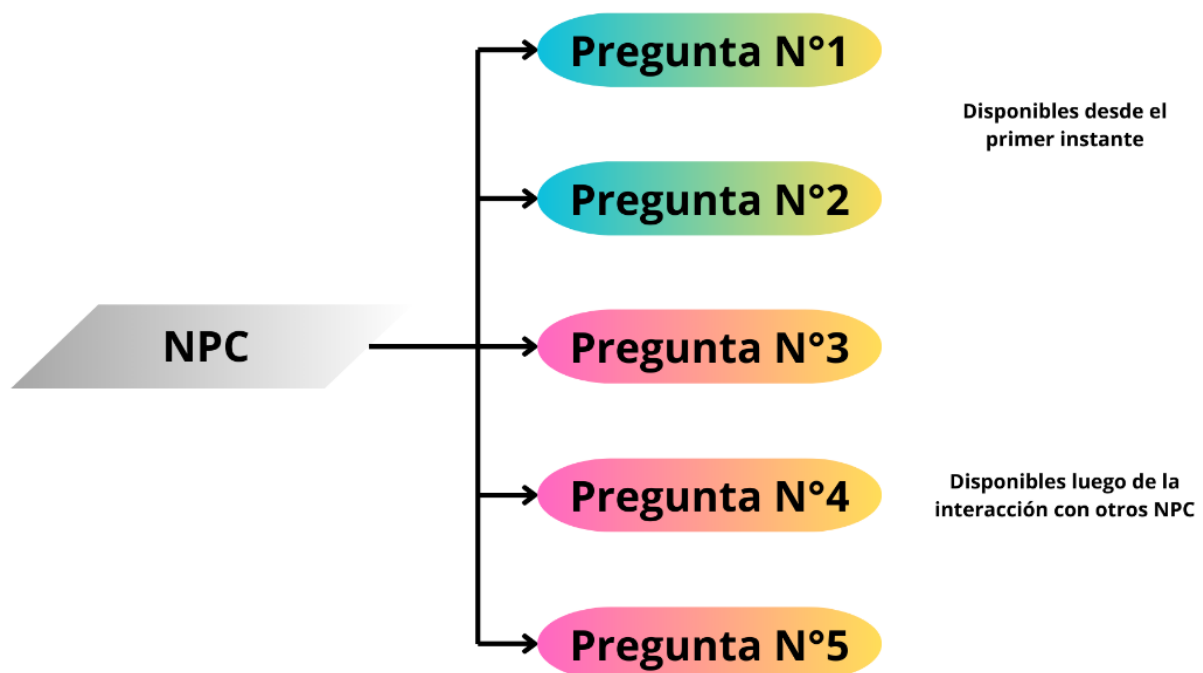 Pregunta N°1
Disponibles desde el
primer instante
Pregunta N°2
NPC
Pregunta N°3
Pregunta N°4
Disponibles luego de la
interacción con otros NPC
Pregunta N°5